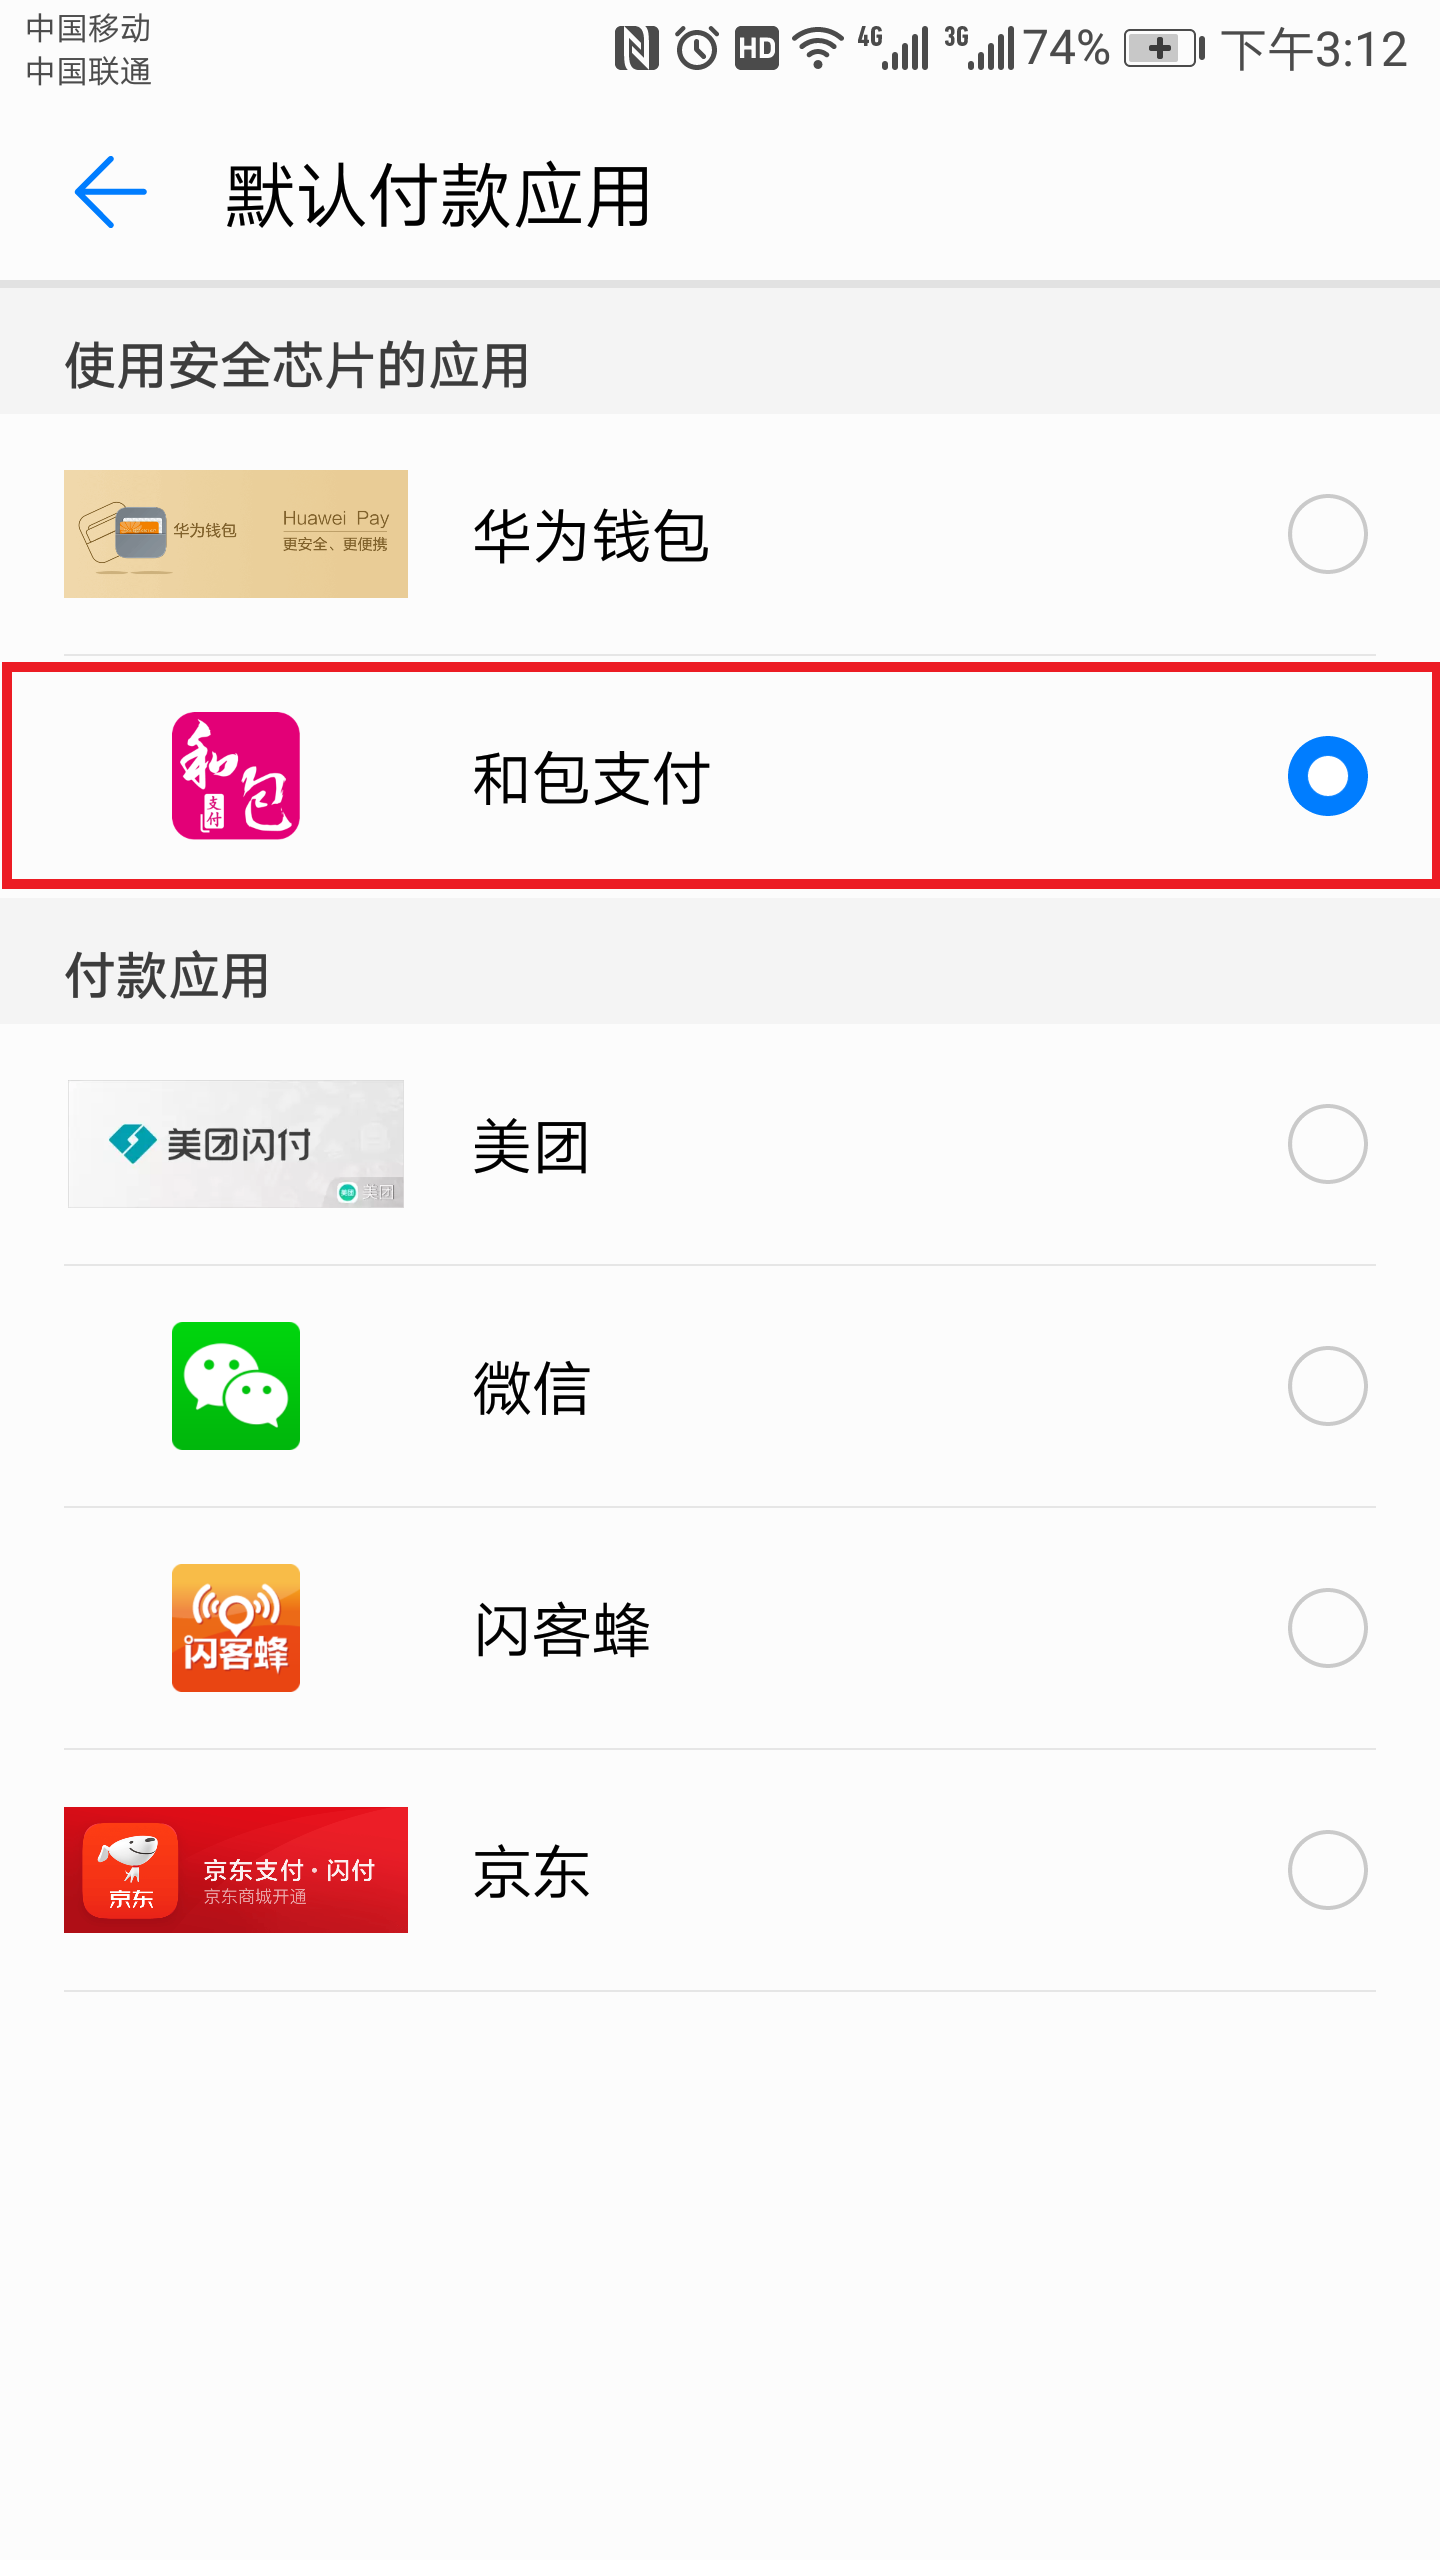 中国移动
中国联通
HD 4G 3G 74% 下午3:12
默认付款应用
使用安全芯片的应用
华为钱包
Huawei Pay
更安全、更便携
华为钱包
和包
支付
和包支付
付款应用
美团闪付
美团
美团
美团
微信
闪客蜂
闪客蜂
京东
京东支付·闪付
京东商城开通
京东